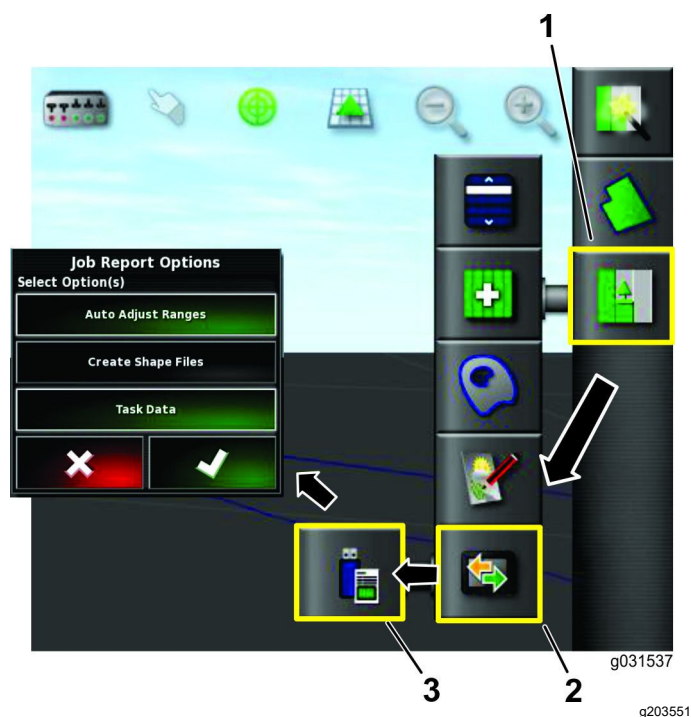 1
Job Report Options
Select Option(s)
Auto Adjust Ranges
Create Shape Files
Task Data
g031537
3
2
g203551